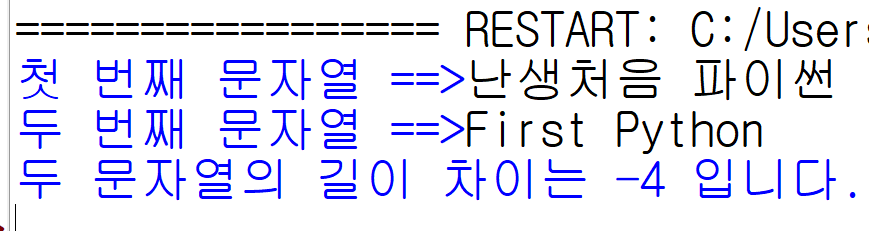 ================= RESTART: C:/Users
첫 번째 문자열 ==>난생처음 파이썬
두 번째 문자열 ==>First Python
두 문자열의 길이 차이는 -4 입니다.